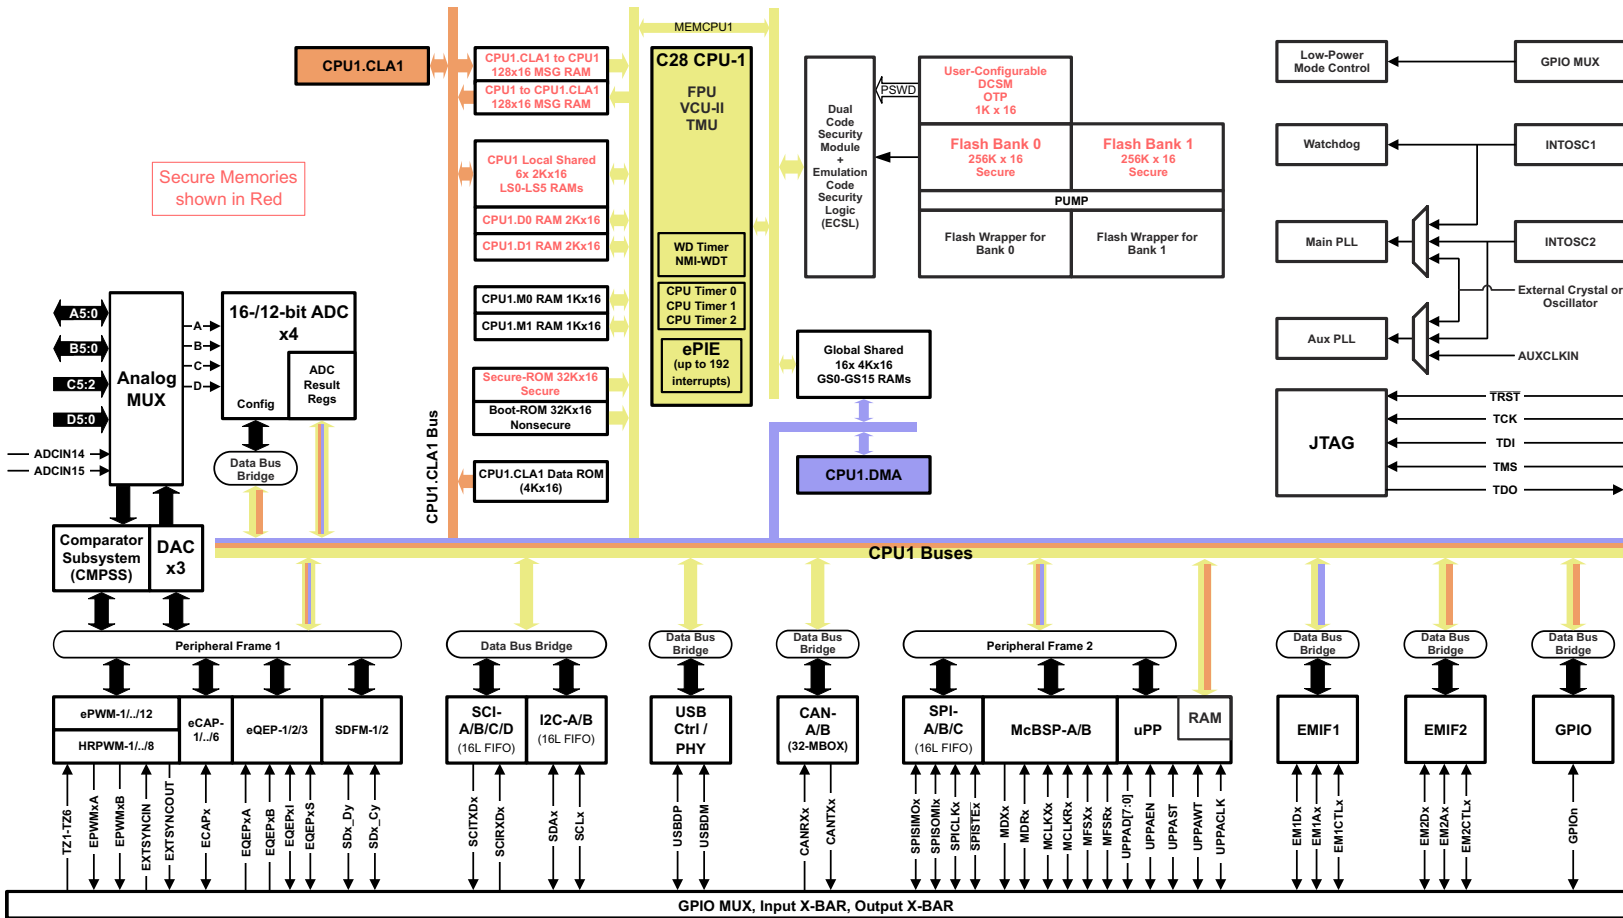 MEMCPU1
CPU1.CLA1
CPU1.CLA1 to CPU1
128x16 MSG RAM
CPU1 to CPU1.CLA1
128x16 MSG RAM
C28 CPU-1
FPU
VCU-II
TMU
Dual
Code
Security
Module
+
Emulation
Code
Security
Logic
(ECSL)
PSWD
User-Configurable
DCSM
OTP
1K x 16
Flash Bank 0
256K x 16
Secure
Flash Bank 1
256K x 16
Secure
PUMP
Flash Wrapper for
Bank 0
Flash Wrapper for
Bank 1
Low-Power
Mode Control
GPIO MUX
Watchdog
INTOSC1
Main PLL
INTOSC2
External Crystal or
Oscillator
Aux PLL
AUXCLKIN
Secure Memories
shown in Red
CPU1 Local Shared
6x 2Kx16
LS0-LS5 RAMs
CPU1.D0 RAM 2Kx16
CPU1.D1 RAM 2Kx16
WD Timer
NMI-WDT
CPU Timer 0
CPU Timer 1
CPU Timer 2
ePIE
(up to 192
interrupts)
CPU1.M0 RAM 1Kx16
CPU1.M1 RAM 1Kx16
Secure-ROM 32Kx16
Secure
Boot-ROM 32Kx16
Nonsecure
CPU1.CLA1 Data ROM
(4Kx16)
CPU1.CLA1 Bus
Global Shared
16x 4Kx16
GS0-GS15 RAMs
CPU1.DMA
JTAG
TRST
TCK
TDI
TMS
TDO
A5:0
B5:0
C5:2
D5:0
ADCIN14
ADCIN15
Analog
MUX
A
B
C
D
16-/12-bit ADC
x4
ADC
Result
Regs
Config
Data Bus
Bridge
Comparator
Subsystem
(CMPSS)
DAC
x3
CPU1 Buses
Peripheral Frame 1
Data Bus Bridge
Data Bus
Bridge
Data Bus
Bridge
Peripheral Frame 2
Data Bus
Bridge
Data Bus
Bridge
Data Bus
Bridge
ePWM-1/../12
HRPWM-1/../8
eCAP-
1/../6
eQEP-1/2/3
SDFM-1/2
SCI-
A/B/C/D
(16L FIFO)
I2C-A/B
(16L FIFO)
USB
Ctrl /
PHY
CAN-
A/B
(32-MBOX)
SPI-
A/B/C
(16L FIFO)
McBSP-A/B
uPP
RAM
EMIF1
EMIF2
GPIO
TZ1-TZ6
EPWMxA
EPWMxB
EXTSYNCIN
EXTSYNCOUT
ECAPx
EQEPxA
EQEPxB
EQEPxI
EQEPxS
SDx_Dy
SDx_Cy
SCITXDx
SCIRXDx
SDAx
SCLx
USBDP
USBDM
CANRXx
CANTXx
SPISIMOx
SPISOMIx
SPICLKx
SPISTEx
MDXx
MDRx
MCLKXx
MCLKRx
MFSXx
MFSRx
UPPAD[7:0]
UPPAEN
UPPAST
UPPAWT
UPPACLK
EM1Dx
EM1Ax
EM1CTLx
EM2Dx
EM2Ax
EM2CTLx
GPIOn
GPIO MUX, Input X-BAR, Output X-BAR